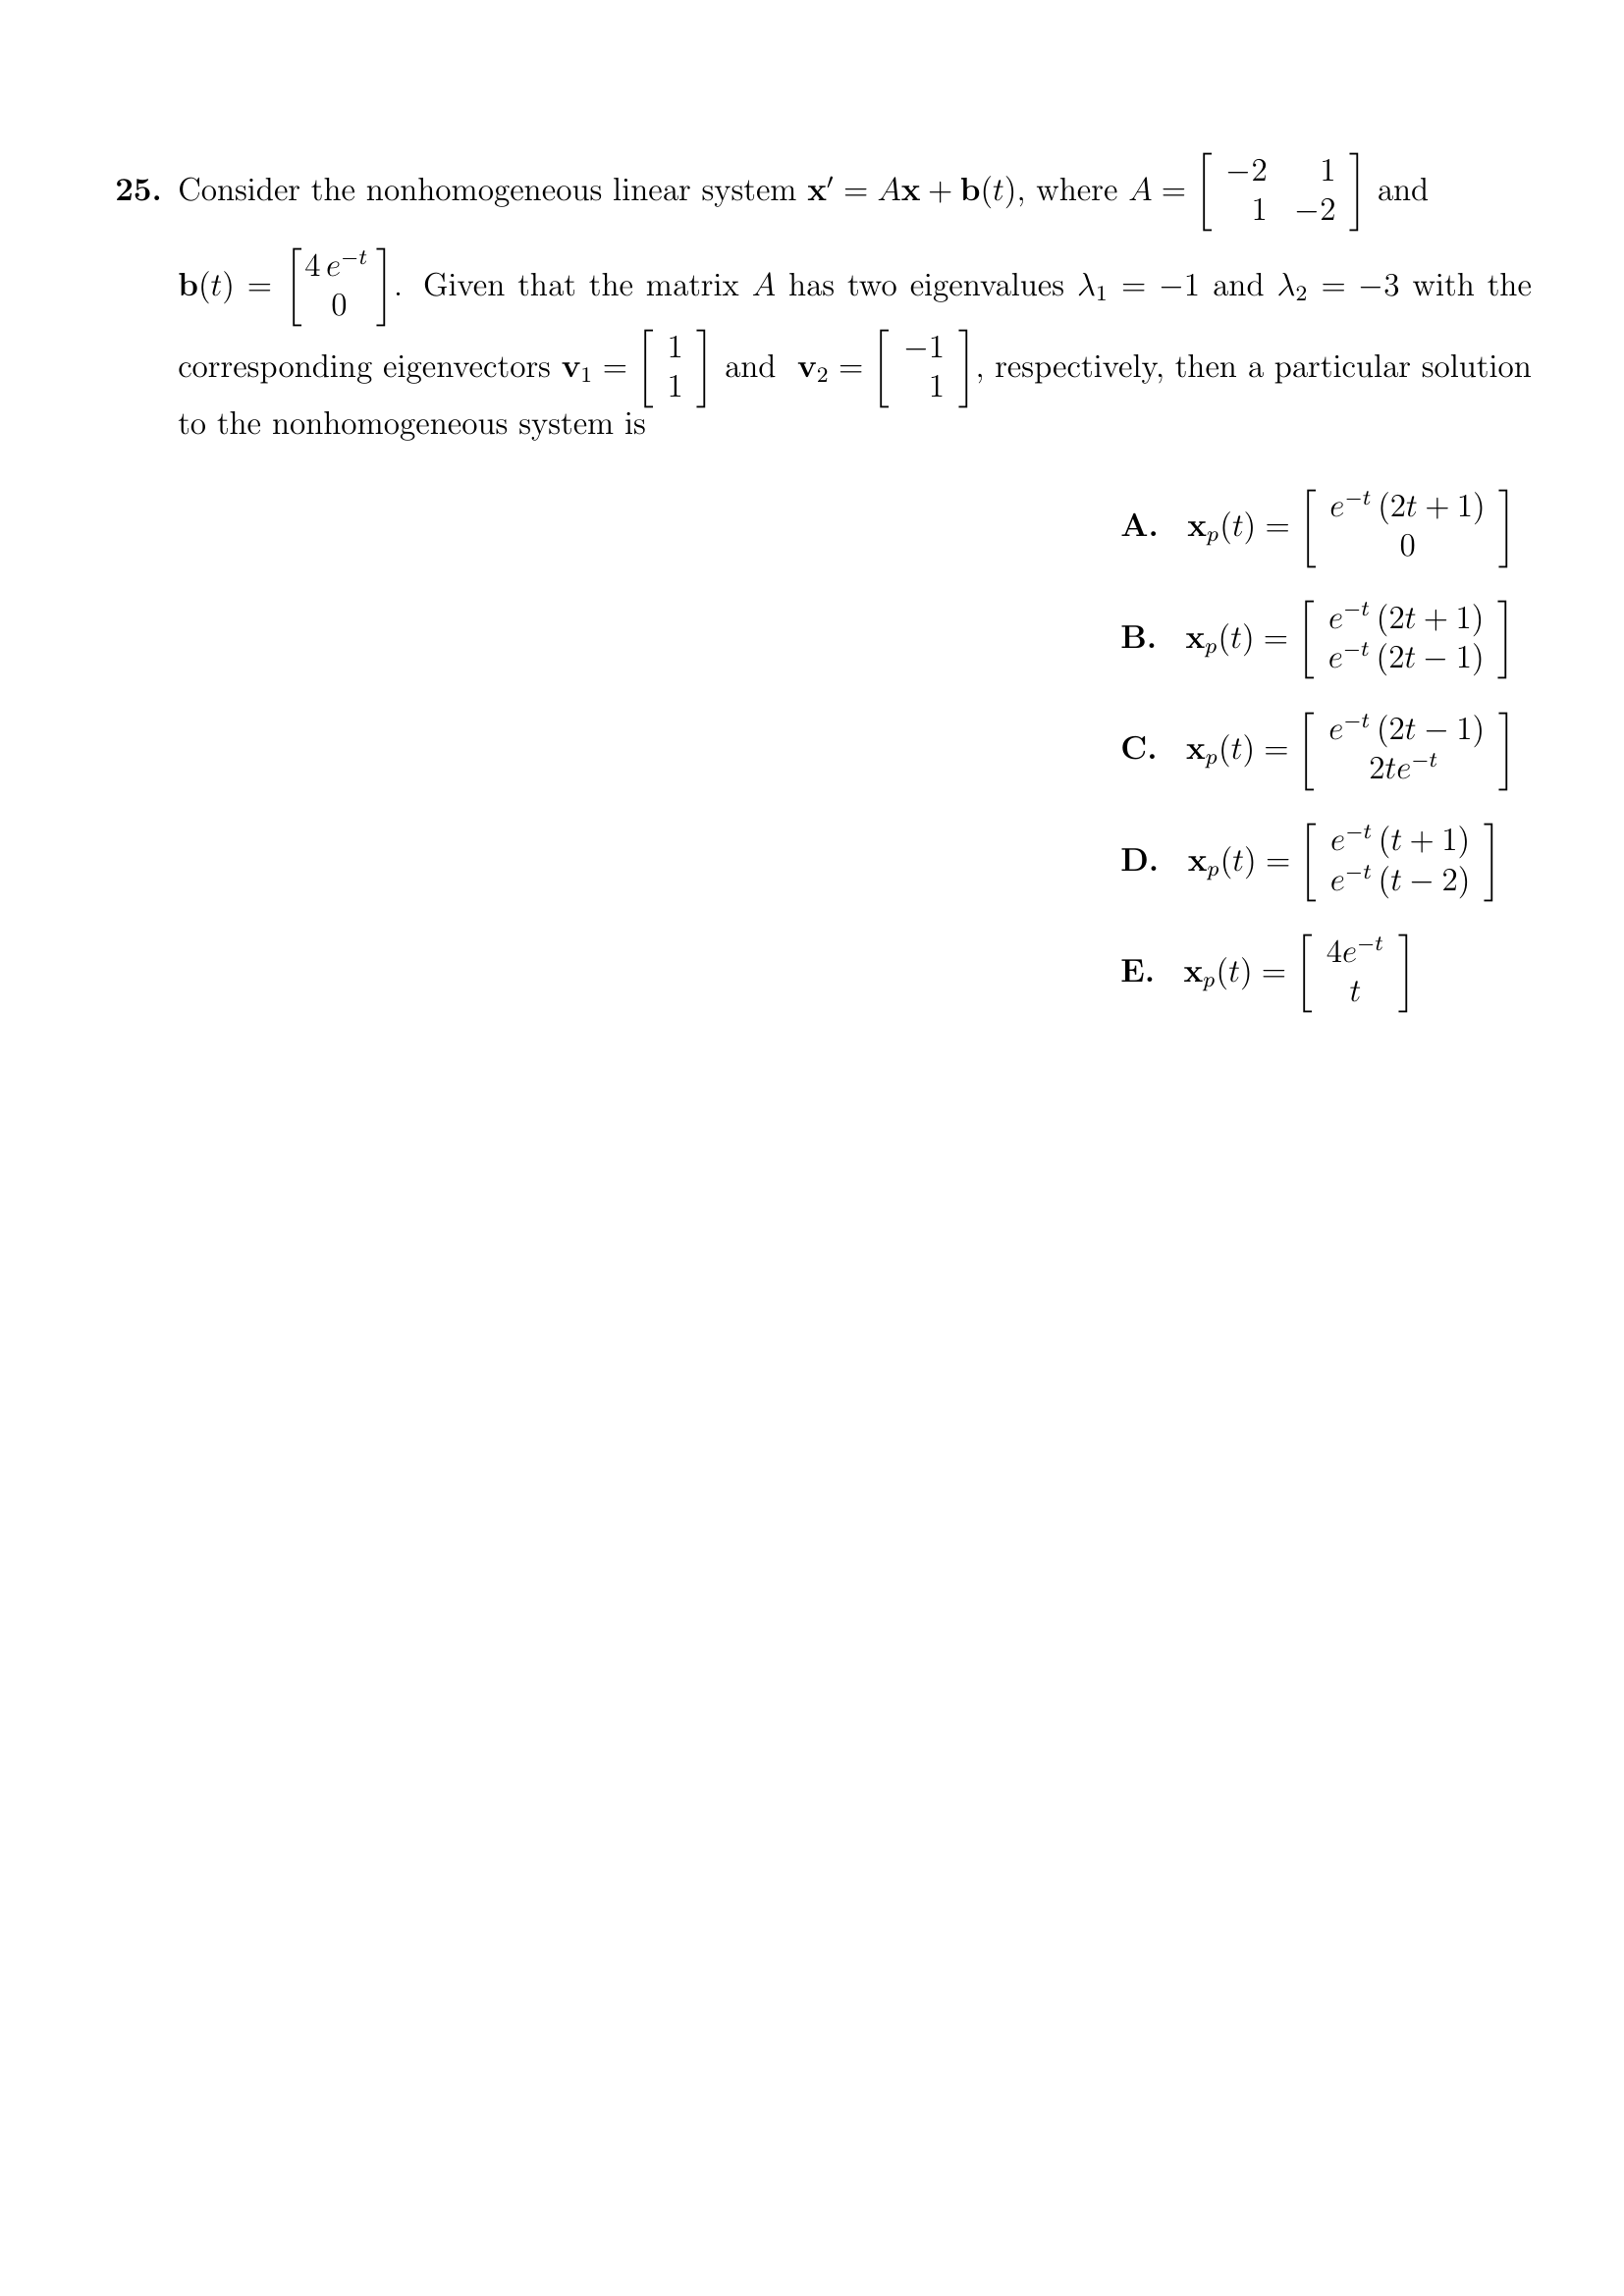 25. Consider the nonhomogeneous linear system $\mathbf{x}' = A\mathbf{x} + \mathbf{b}(t)$, where $A = \begin{bmatrix} -2 & 1 \\ 1 & -2 \end{bmatrix}$ and
$\mathbf{b}(t) = \begin{bmatrix} 4\,e^{-t} \\ 0 \end{bmatrix}$. Given that the matrix $A$ has two eigenvalues $\lambda_1 = -1$ and $\lambda_2 = -3$ with the
corresponding eigenvectors $\mathbf{v}_1 = \begin{bmatrix} 1 \\ 1 \end{bmatrix}$ and $\mathbf{v}_2 = \begin{bmatrix} -1 \\ 1 \end{bmatrix}$, respectively, then a particular solution
to the nonhomogeneous system is
A. $\mathbf{x}_p(t) = \begin{bmatrix} e^{-t}\,(2t+1) \\ 0 \end{bmatrix}$
B. $\mathbf{x}_p(t) = \begin{bmatrix} e^{-t}\,(2t+1) \\ e^{-t}\,(2t-1) \end{bmatrix}$
C. $\mathbf{x}_p(t) = \begin{bmatrix} e^{-t}\,(2t-1) \\ 2te^{-t} \end{bmatrix}$
D. $\mathbf{x}_p(t) = \begin{bmatrix} e^{-t}\,(t+1) \\ e^{-t}\,(t-2) \end{bmatrix}$
E. $\mathbf{x}_p(t) = \begin{bmatrix} 4e^{-t} \\ t \end{bmatrix}$